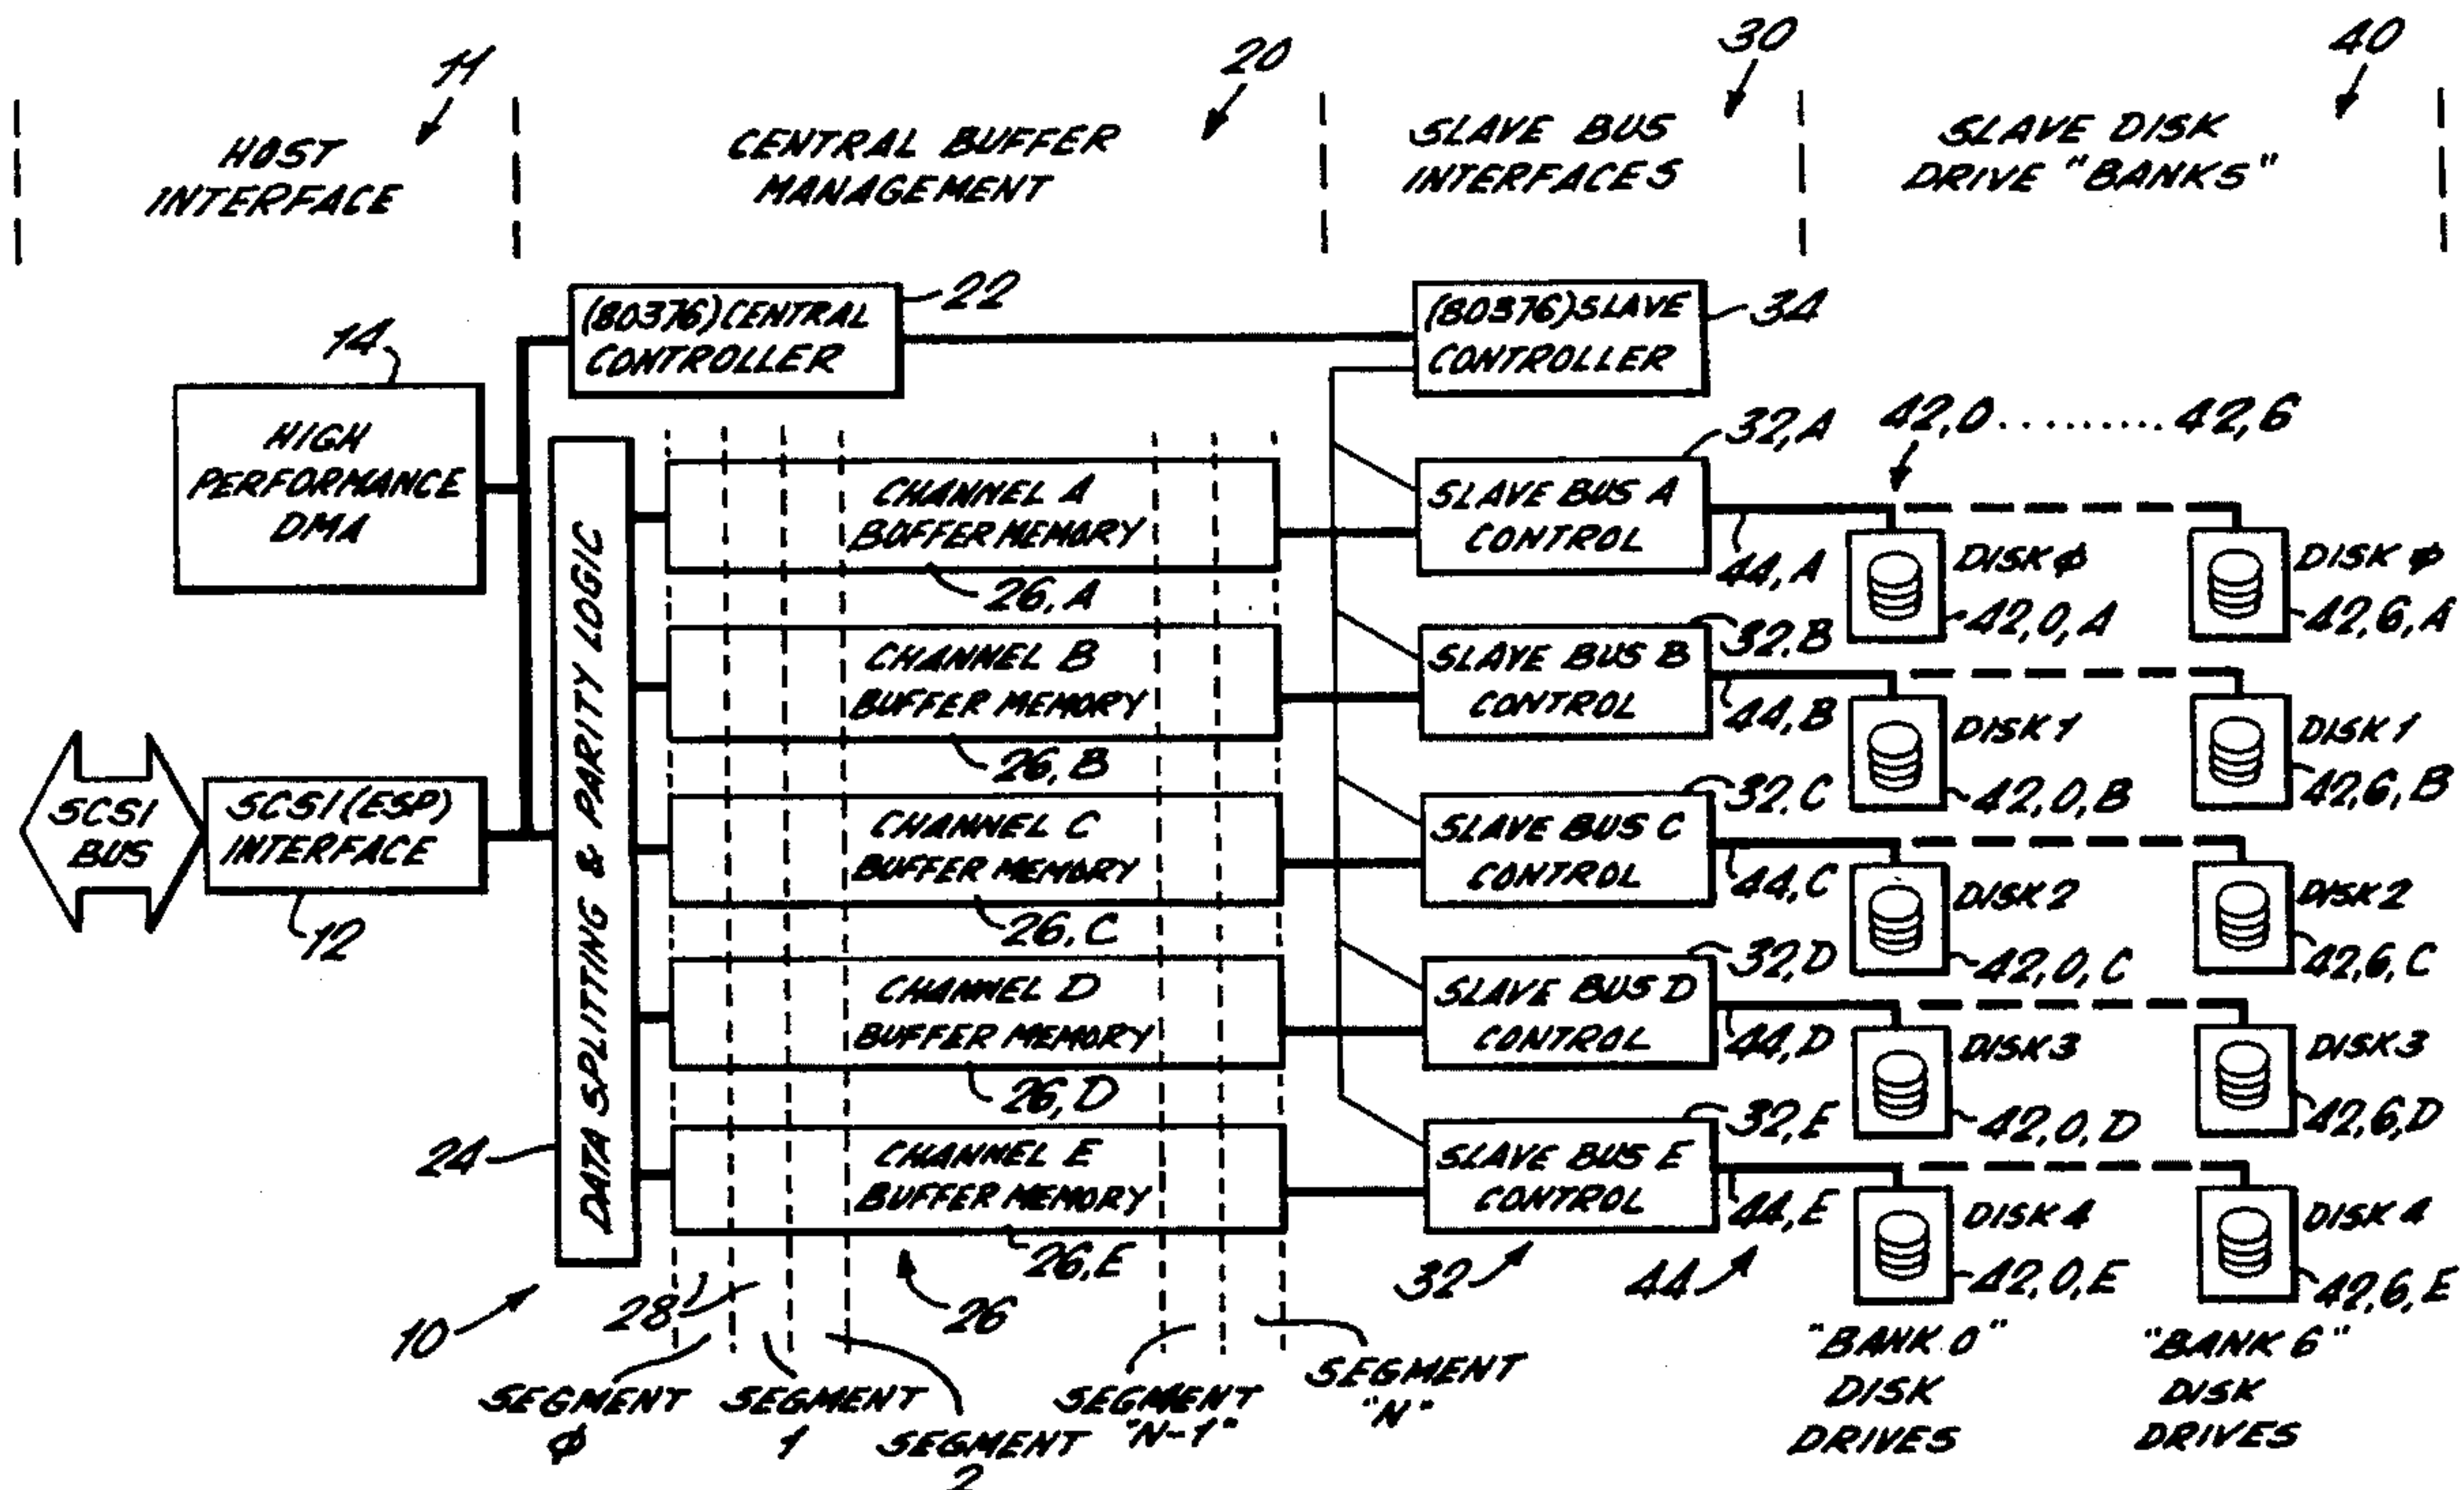 11
20
30
40
HOST
INTERFACE
CENTRAL BUFFER
MANAGEMENT
SLAVE BUS
INTERFACES
SLAVE DISK
DRIVE "BANKS"
14
HIGH
PERFORMANCE
DMA
(80376) CENTRAL
CONTROLLER
22
(80376) SLAVE
CONTROLLER
34
SCSI
BUS
SCSI (ESP)
INTERFACE
12
DATA SPLITTING & PARITY LOGIC
24
10
CHANNEL A
BUFFER MEMORY
26,A
CHANNEL B
BUFFER MEMORY
26,B
CHANNEL C
BUFFER MEMORY
26,C
CHANNEL D
BUFFER MEMORY
26,D
CHANNEL E
BUFFER MEMORY
26,E
28
26
SEGMENT
φ
SEGMENT
1
SEGMENT
2
SEGMENT
"N-1"
SEGMENT
"N"
32,A
SLAVE BUS A
CONTROL
44,A
32,B
SLAVE BUS B
CONTROL
44,B
32,C
SLAVE BUS C
CONTROL
44,C
32,D
SLAVE BUS D
CONTROL
44,D
32,E
SLAVE BUS E
CONTROL
44,E
32
44
42,0.........42,6
DISK φ
42,0,A
DISK φ
42,6,A
DISK 1
42,0,B
DISK 1
42,6,B
DISK 2
42,0,C
DISK 2
42,6,C
DISK 3
42,0,D
DISK 3
42,6,D
DISK 4
42,0,E
DISK 4
42,6,E
"BANK 0"
DISK
DRIVES
"BANK 6"
DISK
DRIVES